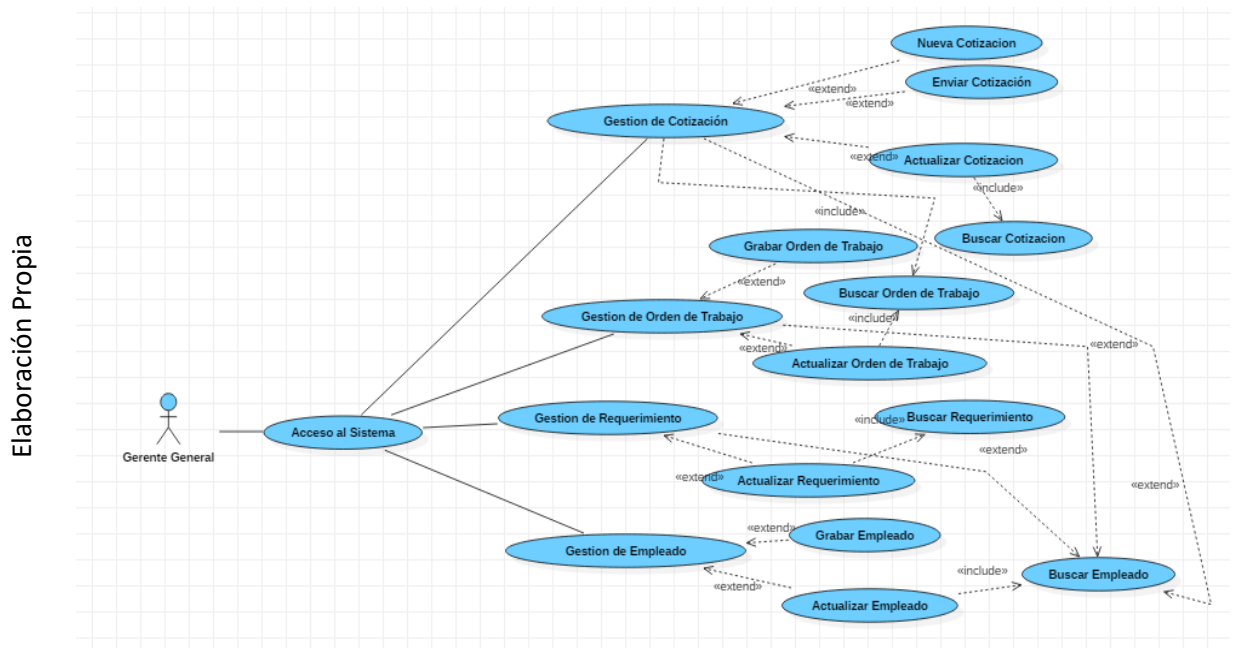 Elaboración Propia
Nueva Cotizacion
«extend»
Enviar Cotización
«extend»
Gestion de Cotización
«extend»
Actualizar Cotizacion
«include»
«include»
Buscar Cotizacion
Grabar Orden de Trabajo
«extend»
Buscar Orden de Trabajo
Gestion de Orden de Trabajo
«include»
«extend»
«extend»
Actualizar Orden de Trabajo
Gerente General
Acceso al Sistema
Gestion de Requerimiento
«include»
Buscar Requerimiento
«extend»
«extend»
Actualizar Requerimiento
«extend»
«extend»
Grabar Empleado
Gestion de Empleado
«include»
Buscar Empleado
«extend»
Actualizar Empleado